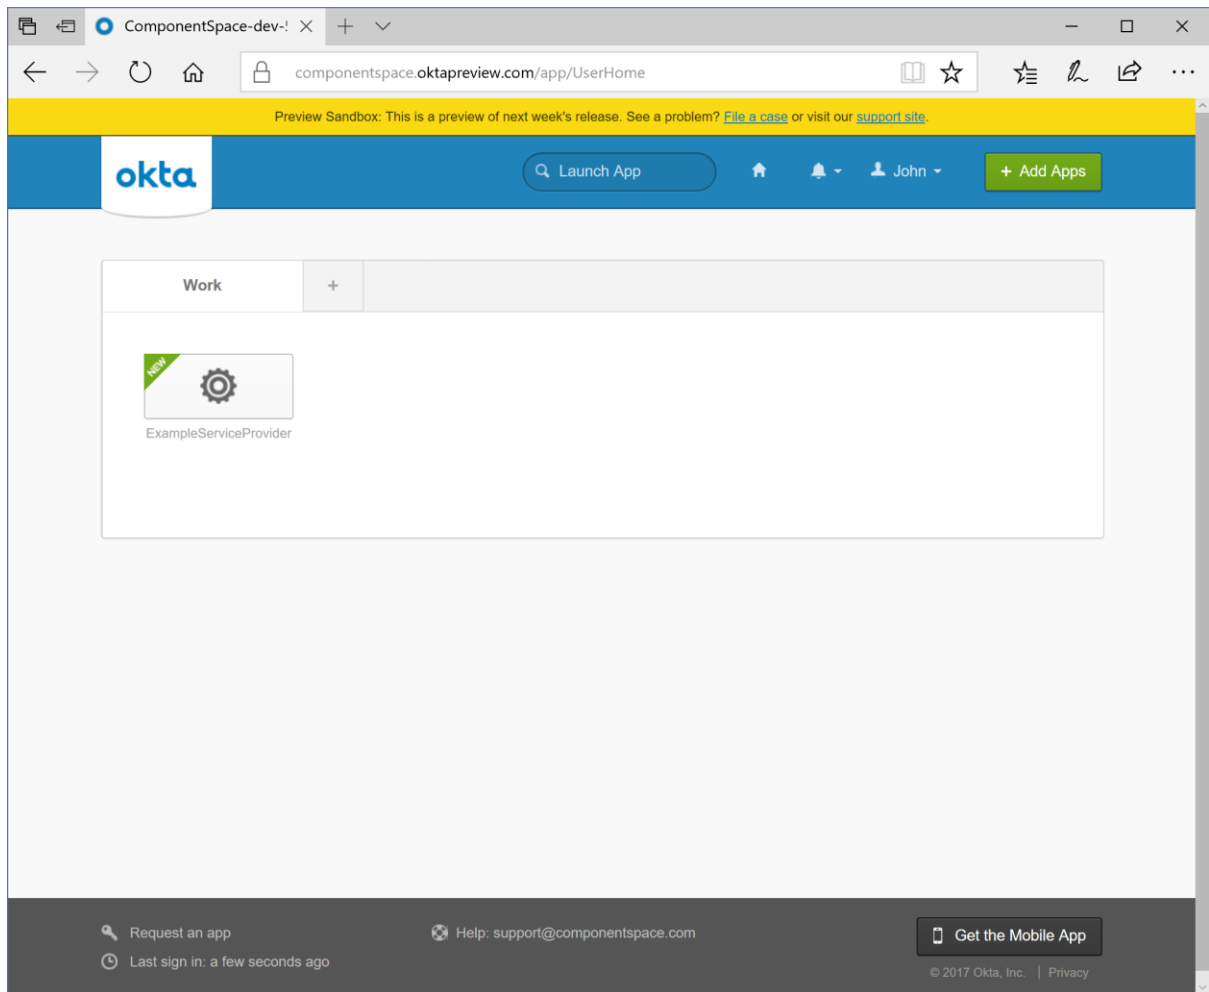 ComponentSpace-dev-!
componentspace.oktapreview.com/app/UserHome
Preview Sandbox: This is a preview of next week's release. See a problem? File a case or visit our support site.
okta
Launch App
John
+ Add Apps
Work
+
NEW
ExampleServiceProvider
Request an app
Help: support@componentspace.com
Get the Mobile App
Last sign in: a few seconds ago
© 2017 Okta, Inc. | Privacy